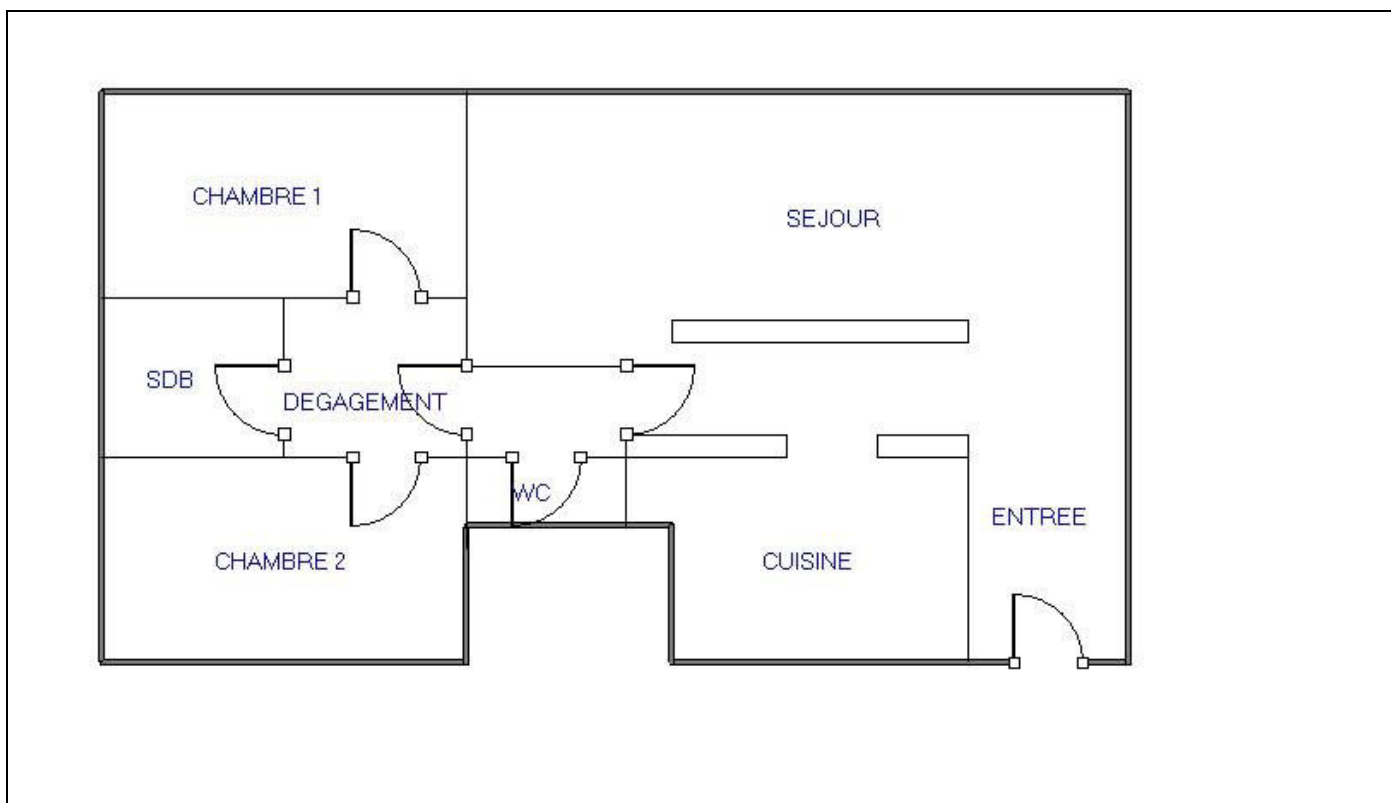 CHAMBRE 1
SEJOUR
SDB
DEGAGEMENT
WC
ENTREE
CHAMBRE 2
CUISINE